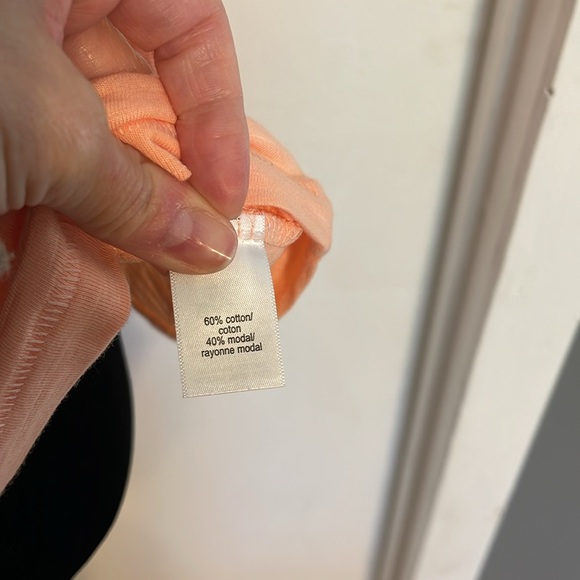 60% cotton/
coton
40% modal/
rayonne modal